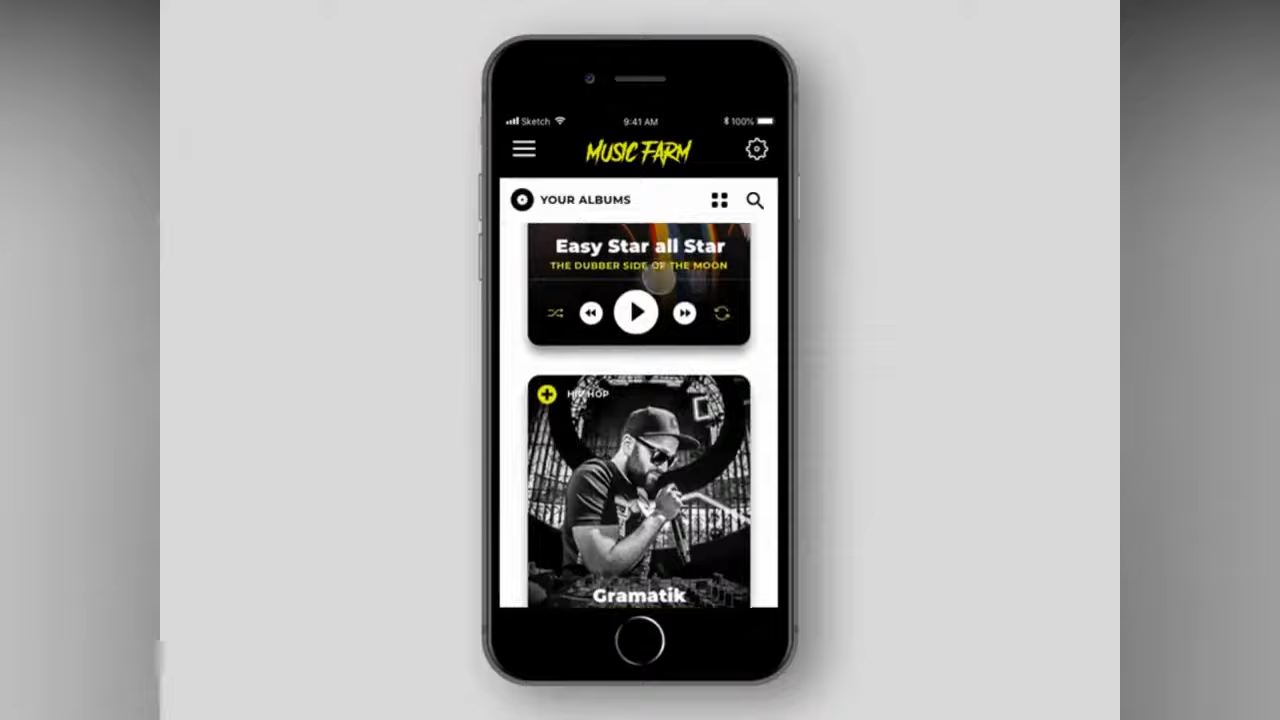 Sketch 9:41 AM 100%
MUSIC FARM
YOUR ALBUMS
Easy Star all Star
THE DUBBER SIDE OF THE MOON
HIP HOP
Gramatik